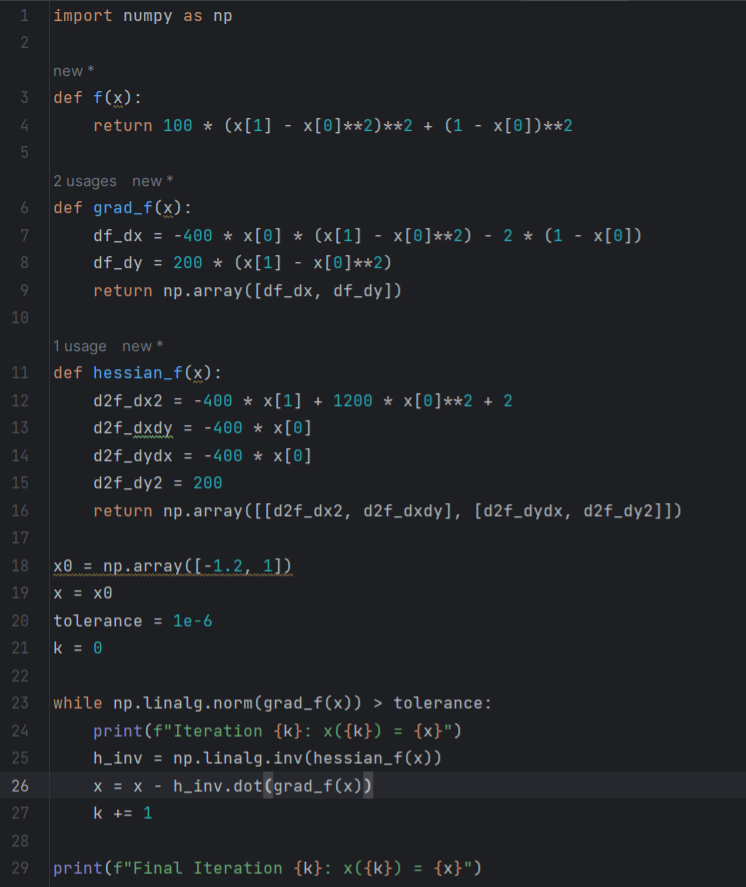 1 import numpy as np
2
new *
3 def f(x):
4     return 100 * (x[1] - x[0]**2)**2 + (1 - x[0])**2
5
2 usages   new *
6 def grad_f(x):
7     df_dx = -400 * x[0] * (x[1] - x[0]**2) - 2 * (1 - x[0])
8     df_dy = 200 * (x[1] - x[0]**2)
9     return np.array([df_dx, df_dy])
10
1 usage   new *
11 def hessian_f(x):
12     d2f_dx2 = -400 * x[1] + 1200 * x[0]**2 + 2
13     d2f_dxdy = -400 * x[0]
14     d2f_dydx = -400 * x[0]
15     d2f_dy2 = 200
16     return np.array([[d2f_dx2, d2f_dxdy], [d2f_dydx, d2f_dy2]])
17
18 x0 = np.array([-1.2, 1])
19 x = x0
20 tolerance = 1e-6
21 k = 0
22
23 while np.linalg.norm(grad_f(x)) > tolerance:
24     print(f"Iteration {k}: x({k}) = {x}")
25     h_inv = np.linalg.inv(hessian_f(x))
26     x = x - h_inv.dot(grad_f(x))
27     k += 1
28
29 print(f"Final Iteration {k}: x({k}) = {x}")